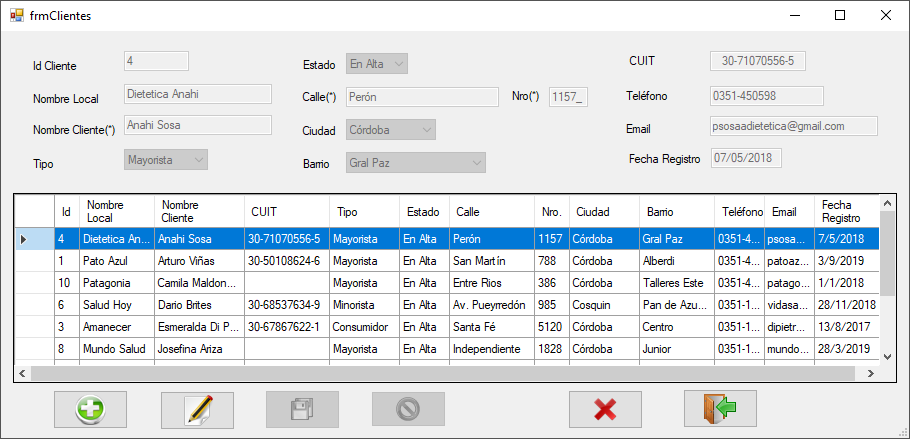 frmClientes
Id Cliente 4 Estado En Alta CUIT 30-71070556-5
Nombre Local Dietetica Anahi Calle(*) Perón Nro(*) 1157_ Teléfono 0351-450598
Nombre Cliente(*) Anahi Sosa Ciudad Córdoba Email psosaadietetica@gmail.com
Tipo Mayorista Barrio Gral Paz Fecha Registro 07/05/2018
Id Nombre Local Nombre Cliente CUIT Tipo Estado Calle Nro. Ciudad Barrio Teléfono Email Fecha Registro
4 Dietetica An... Anahi Sosa 30-71070556-5 Mayorista En Alta Perón 1157 Córdoba Gral Paz 0351-4... psosa... 7/5/2018
1 Pato Azul Arturo Viñas 30-50108624-6 Mayorista En Alta San Martín 788 Córdoba Alberdi 0351-4... patoaz... 3/9/2019
10 Patagonia Camila Maldon... Mayorista En Alta Entre Rios 386 Córdoba Talleres Este 0351-4... patago... 1/1/2018
6 Salud Hoy Dario Brites 30-68537634-9 Minorista En Alta Av. Pueyrredón 985 Cosquin Pan de Azu... 0351-1... vidasa... 28/11/2018
3 Amanecer Esmeralda Di P... 30-67867622-1 Consumidor En Alta Santa Fé 5120 Córdoba Centro 0351-1... dipietr... 13/8/2017
8 Mundo Salud Josefina Ariza Mayorista En Alta Independiente 1828 Córdoba Junior 0351-1... mundo... 28/3/2019